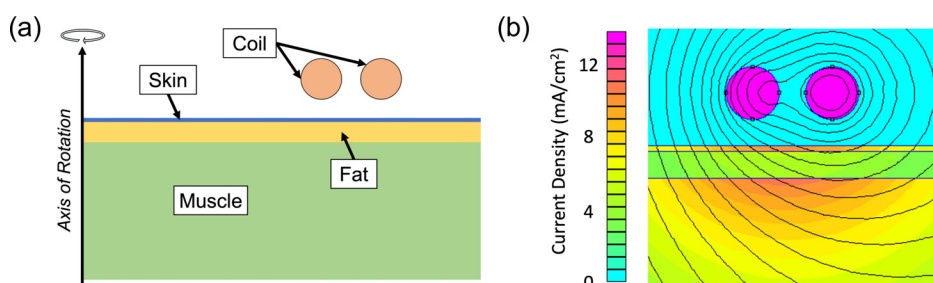 (a)
Coil
Skin
Axis of Rotation
Fat
Muscle
(b)
Current Density (mA/cm²)
12
8
4
0